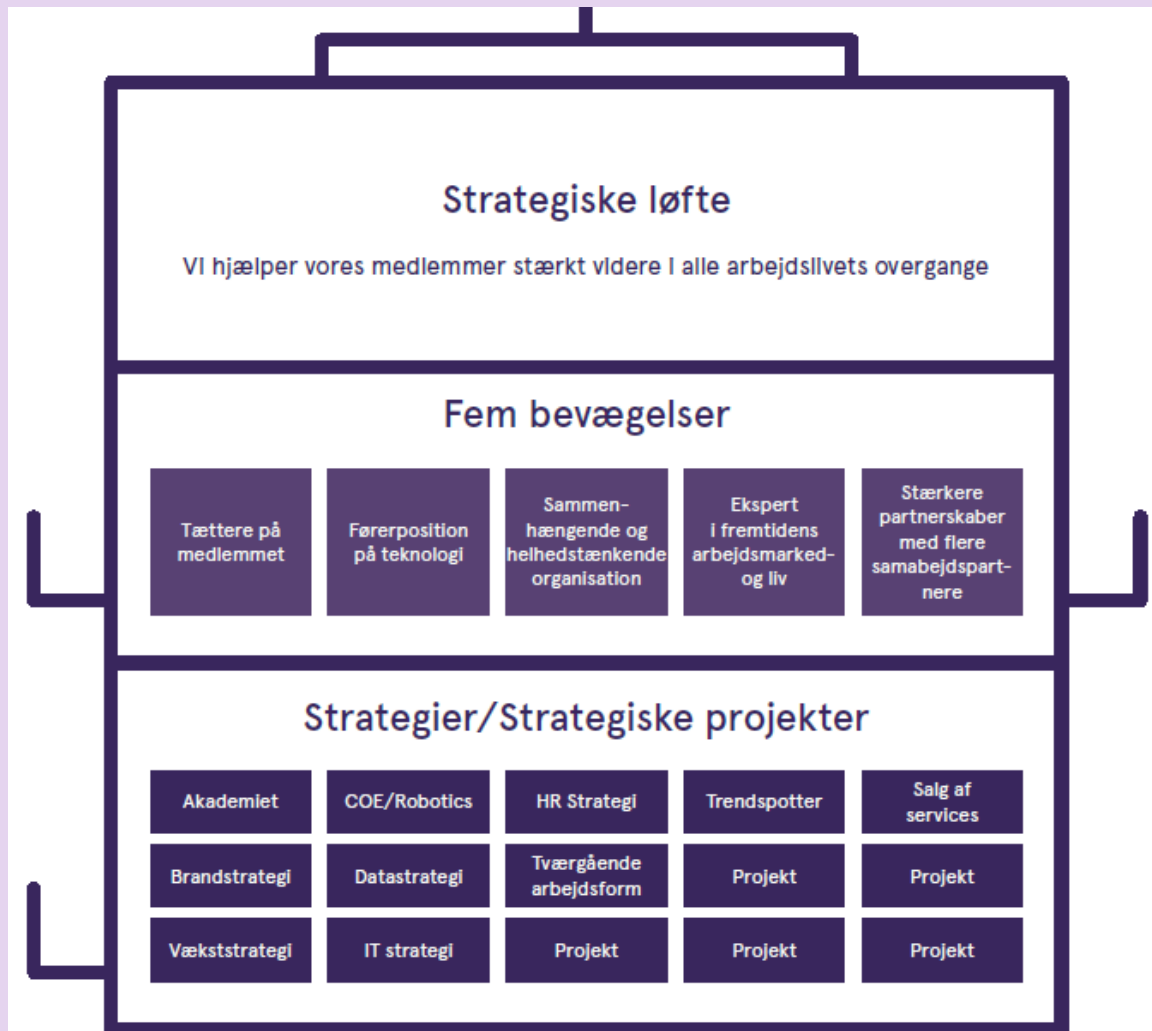 Strategiske løfte
Vi hjælper vores medlemmer stærkt videre i alle arbejdslivets overgange
Fem bevægelser
Tættere på
medlemmet
Førerposition
på teknologi
Sammen-
hængende og
helhedstænkende
organisation
Ekspert
i fremtidens
arbejdsmarked-
og liv
Stærkere
partnerskaber
med flere
samabejdspart-
nere
Strategier/Strategiske projekter
Akademiet
COE/Robotics
HR Strategi
Trendspotter
Salg af
services
Brandstrategi
Datastrategi
Tværgående
arbejdsform
Projekt
Projekt
Vækststrategi
IT strategi
Projekt
Projekt
Projekt